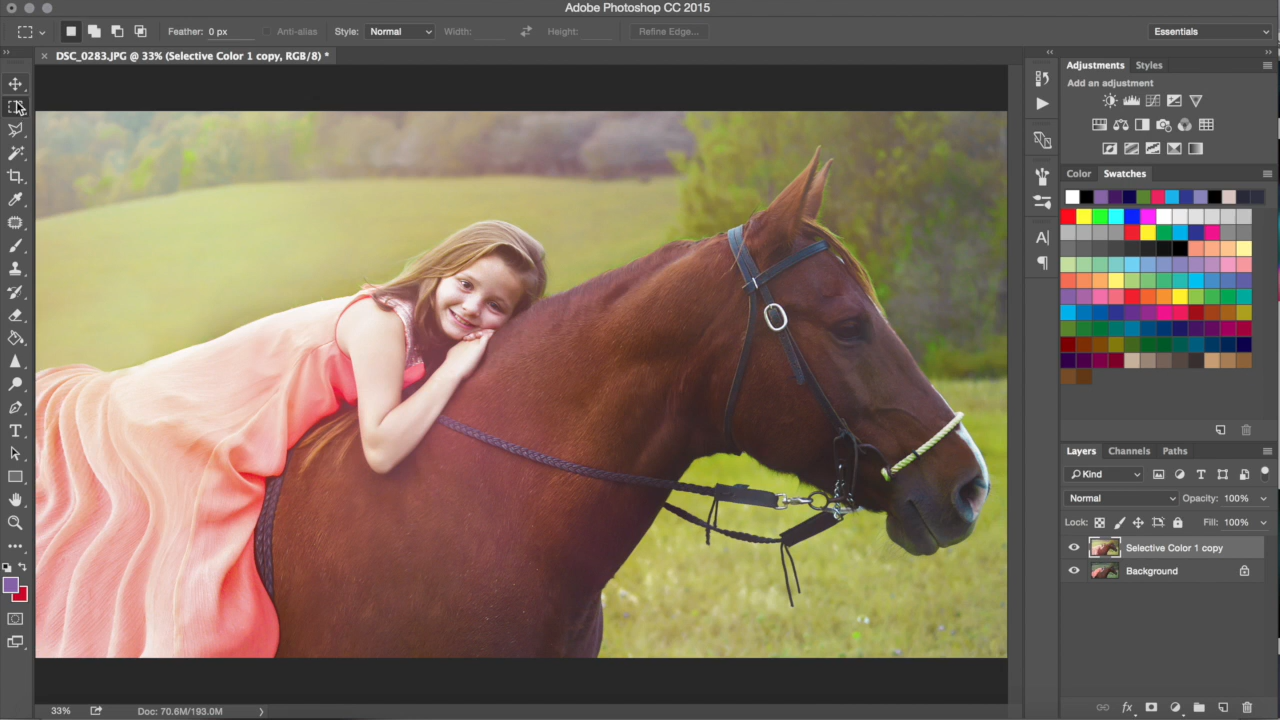 Adobe Photoshop CC 2015
Feather: 0 px
Anti-alias
Style: Normal
Width:
Height:
Refine Edge...
Essentials
DSC_0283.JPG @ 33% (Selective Color 1 copy, RGB/8) *
Adjustments Styles
Add an adjustment
Color Swatches
Layers Channels Paths
Kind
Normal Opacity: 100%
Lock: Fill: 100%
Selective Color 1 copy
Background
fx
33% Doc: 70.6M/193.0M